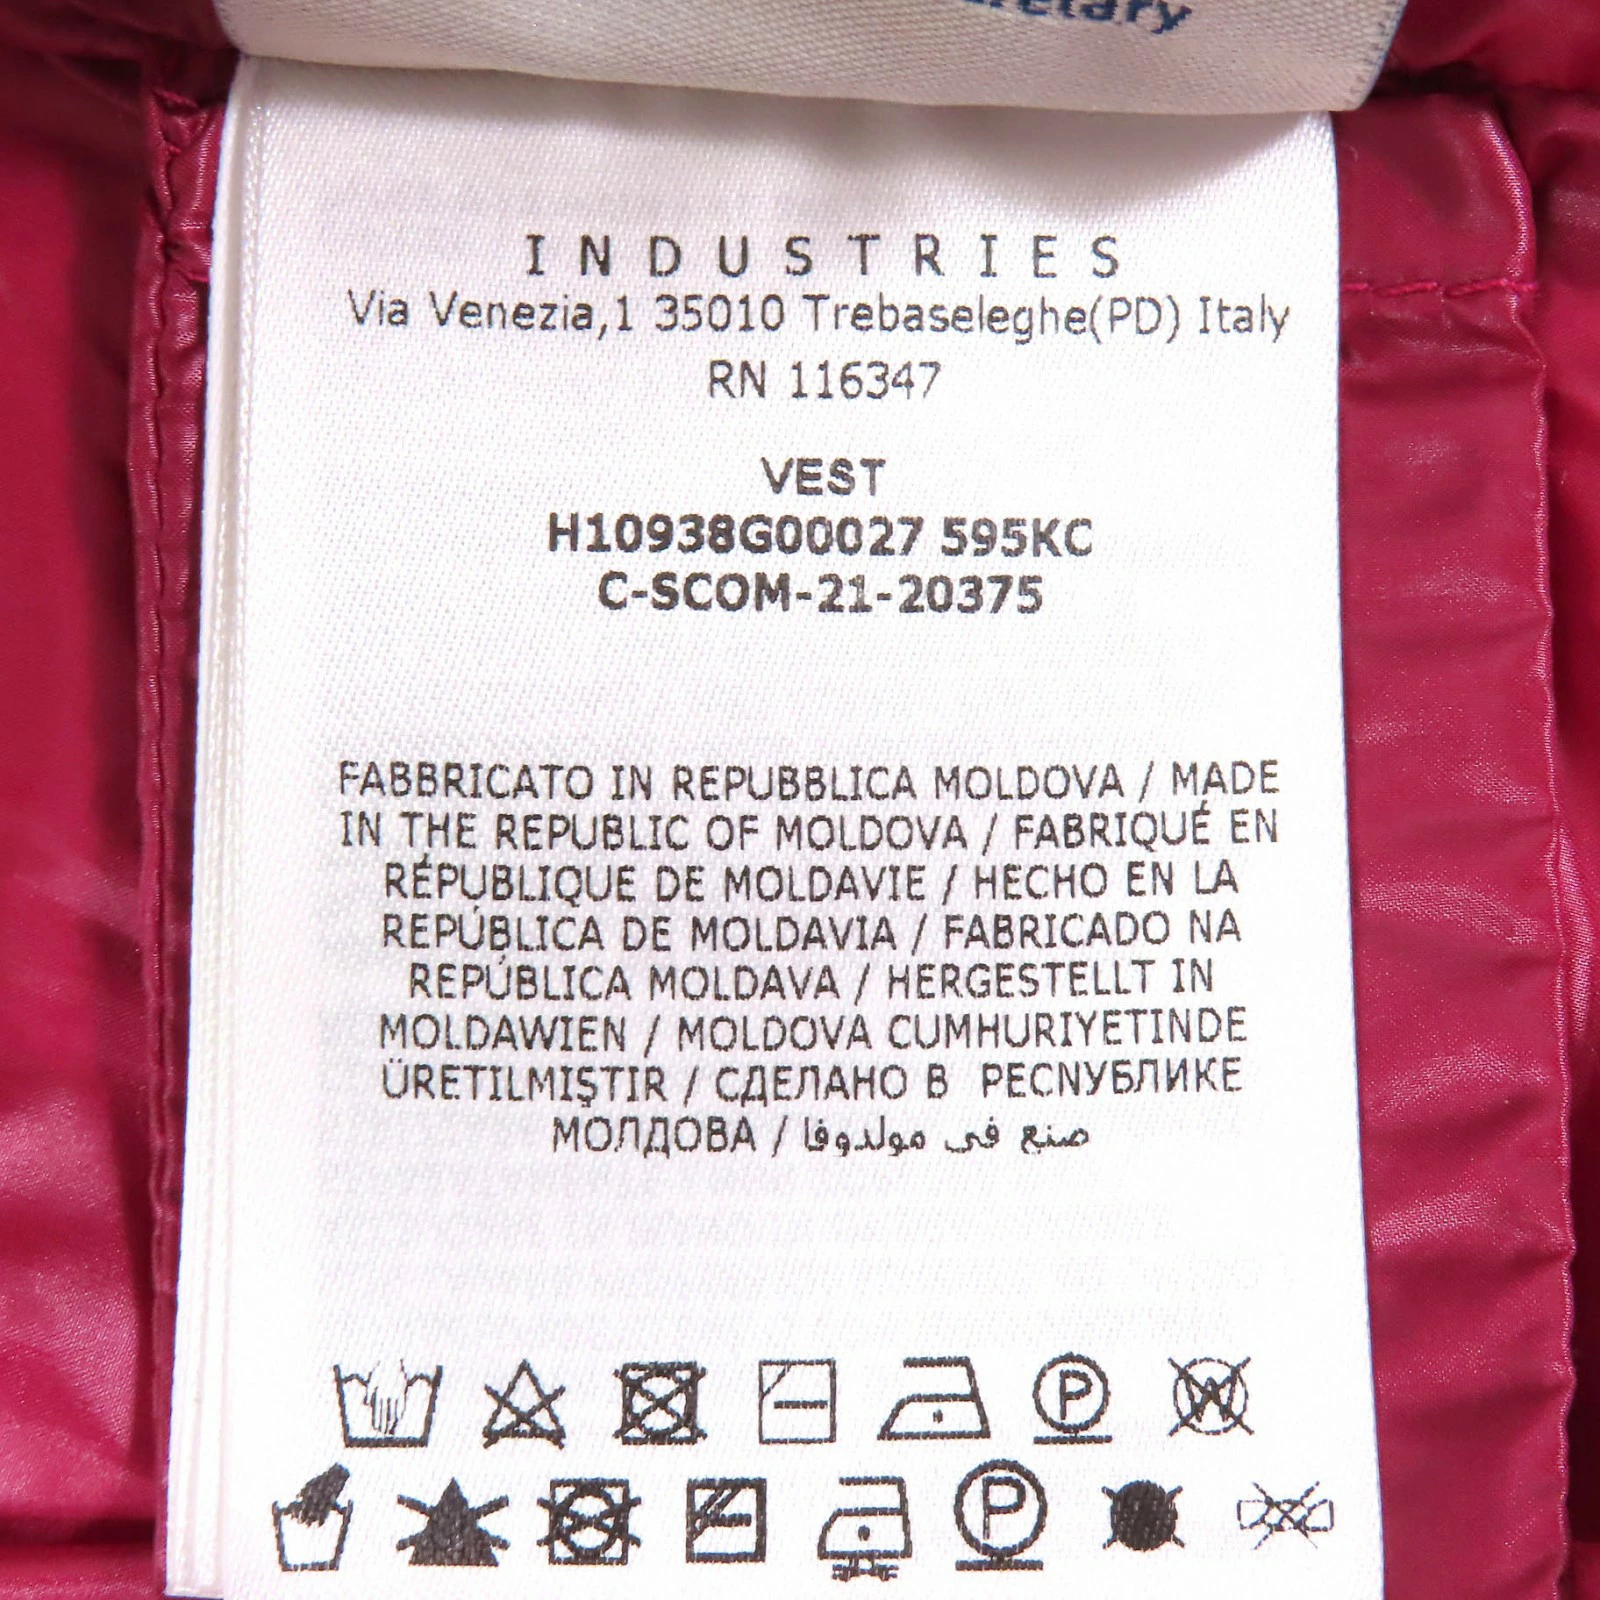 INDUSTRIES
Via Venezia,1 35010 Trebaseleghe(PD) Italy
RN 116347
VEST
H10938G00027 595KC
C-SCOM-21-20375
FABBRICATO IN REPUBBLICA MOLDOVA / MADE
IN THE REPUBLIC OF MOLDOVA / FABRIQUÉ EN
RÉPUBLIQUE DE MOLDAVIE / HECHO EN LA
REPÚBLICA DE MOLDAVIA / FABRICADO NA
REPÚBLICA MOLDAVA / HERGESTELLT IN
MOLDAWIEN / MOLDOVA CUMHURIYETINDE
ÜRETILMIŞTIR / СДЕЛАНО В РЕСNУБЛИКЕ
МОЛДОВА / صنع في مولدوفا
P W
P